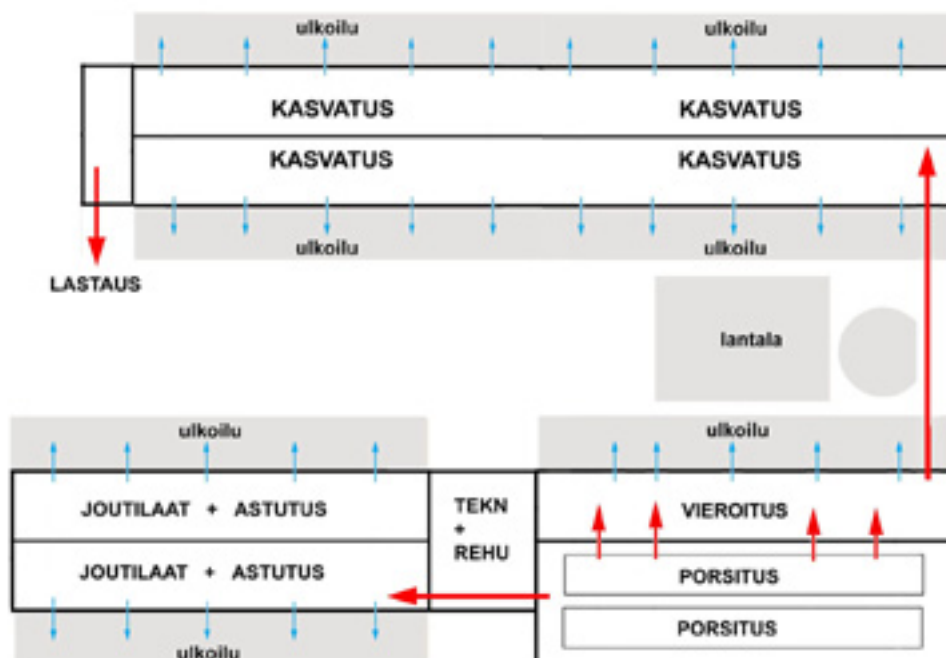 ulkoilu ulkoilu
KASVATUS KASVATUS
KASVATUS KASVATUS
ulkoilu ulkoilu
LASTAUS
lantala
ulkoilu ulkoilu
JOUTILAAT + ASTUTUS
TEKN
+
REHU
VIEROITUS
JOUTILAAT + ASTUTUS
PORSITUS
PORSITUS
ulkoilu